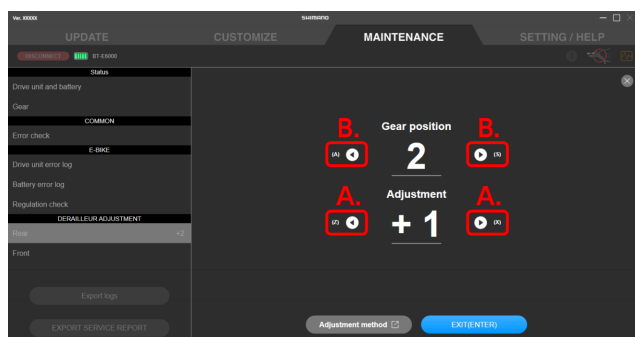 Ver. XXXXX
SHIMANO
UPDATE
CUSTOMIZE
MAINTENANCE
SETTING / HELP
DISCONNECT
BT-E6000
Status
Drive unit and battery
Gear
COMMON
Error check
E-BIKE
Drive unit error log
Battery error log
Regulation check
DERAILLEUR ADJUSTMENT
Rear +2
Front
Export logs
EXPORT SERVICE REPORT
B. Gear position B.
(A) 2 (S)
A. Adjustment A.
(Z) + 1 (X)
Adjustment method
EXIT(ENTER)